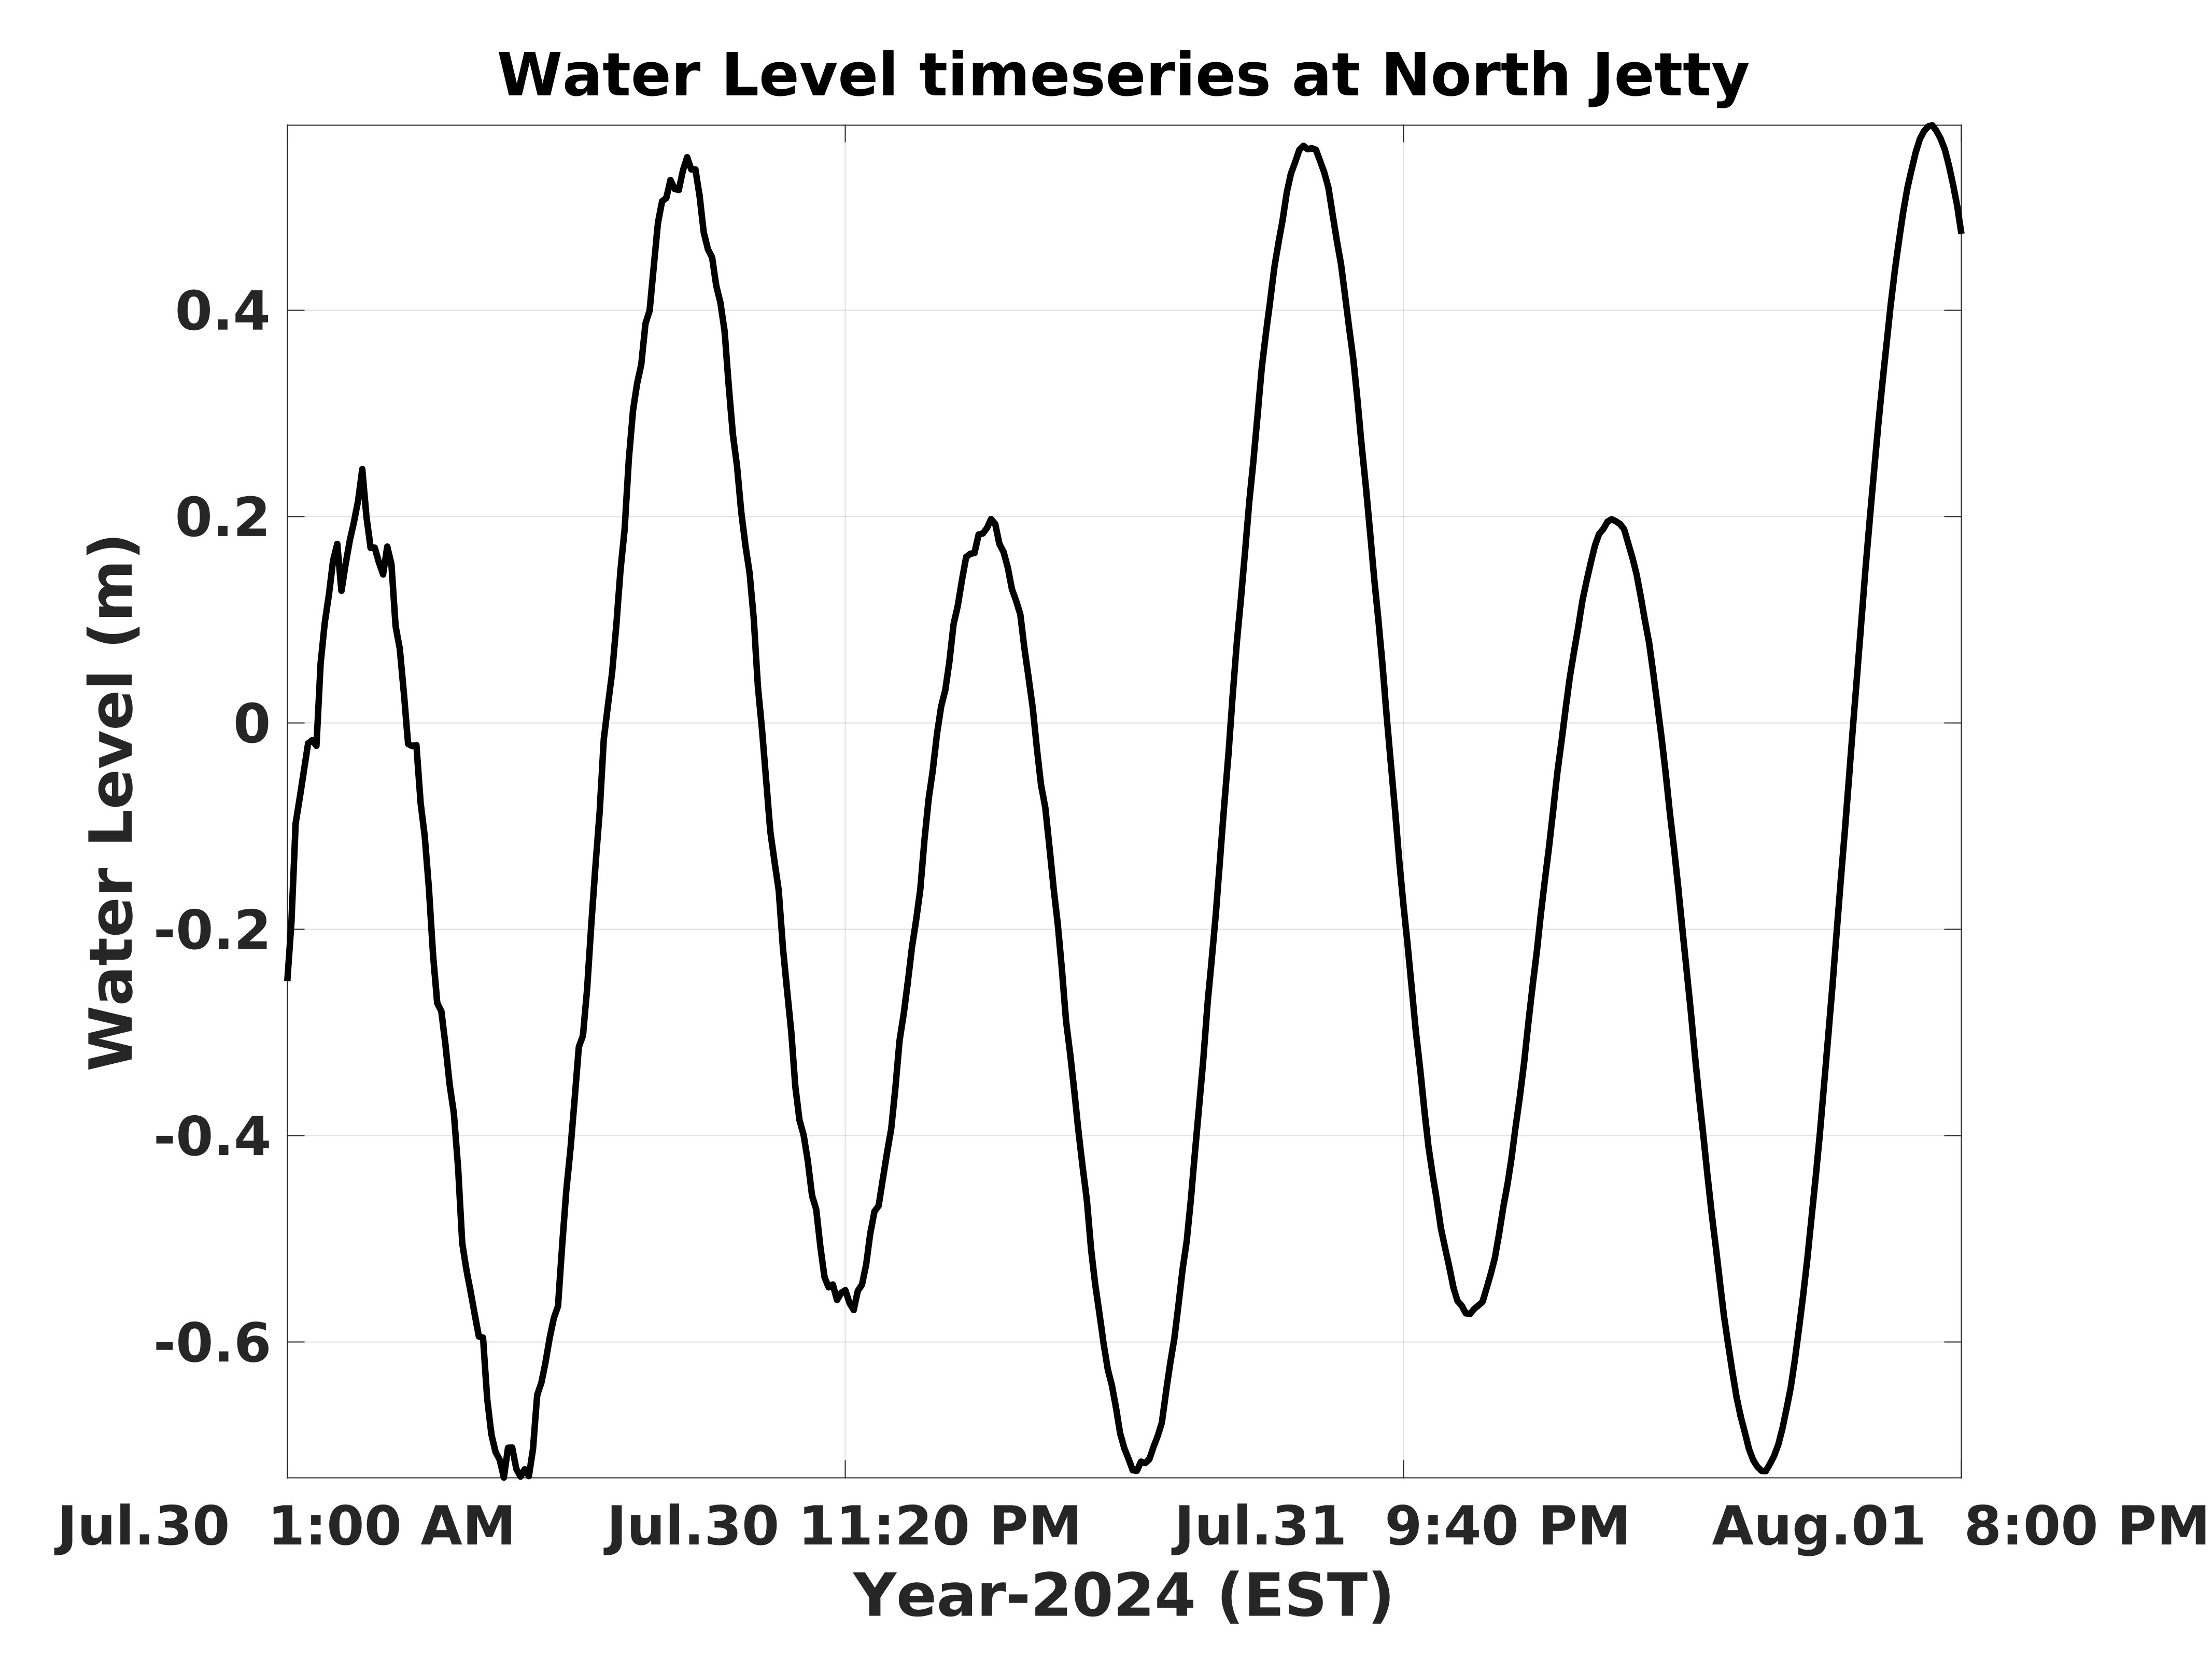 Water Level timeseries at North Jetty
Water Level (m)
0.4
0.2
0
-0.2
-0.4
-0.6
Jul.30 1:00 AM Jul.30 11:20 PM Jul.31 9:40 PM Aug.01 8:00 PM
Year-2024 (EST)